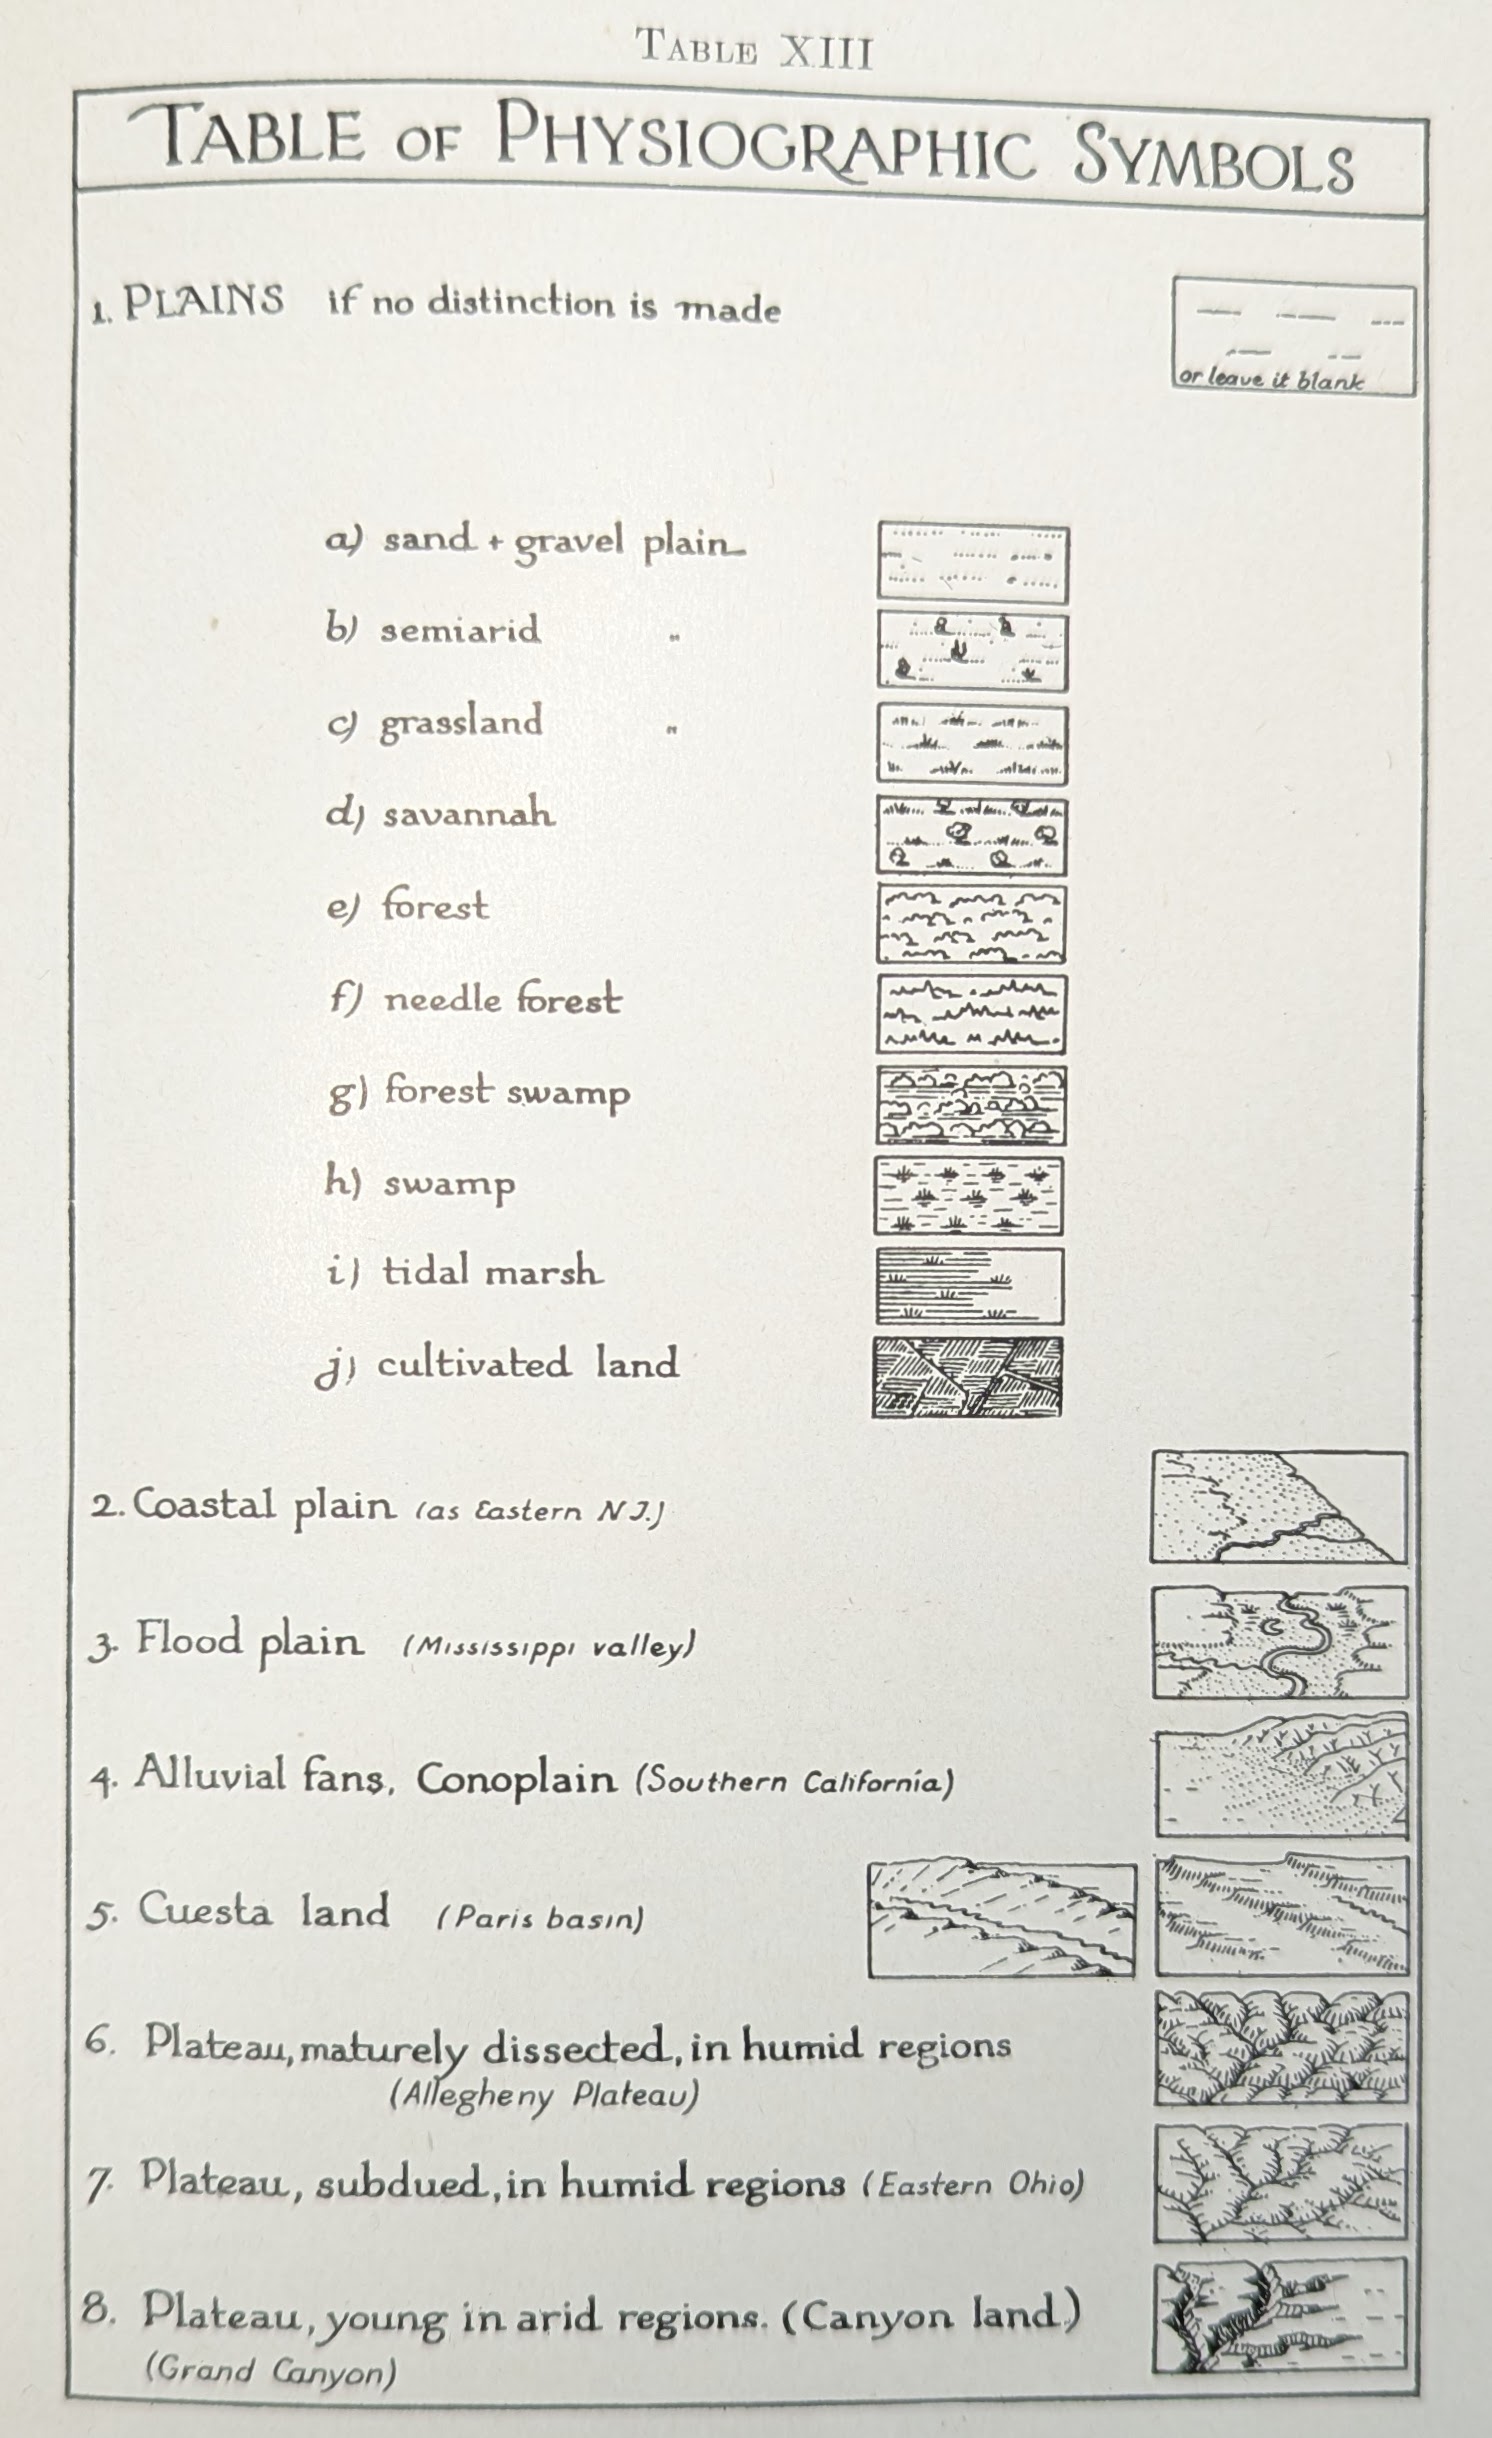 TABLE XIII
TABLE OF PHYSIOGRAPHIC SYMBOLS
1. PLAINS if no distinction is made
or leave it blank
a) sand + gravel plain
b) semiarid "
c) grassland "
d) savannah
e) forest
f) needle forest
g) forest swamp
h) swamp
i) tidal marsh
j) cultivated land
2. Coastal plain (as Eastern N J.)
3. Flood plain (Mississippi valley)
4. Alluvial fans, Conoplain (Southern California)
5. Cuesta land (Paris basin)
6. Plateau, maturely dissected, in humid regions
(Allegheny Plateau)
7. Plateau, subdued, in humid regions (Eastern Ohio)
8. Plateau, young in arid regions. (Canyon land.)
(Grand Canyon)